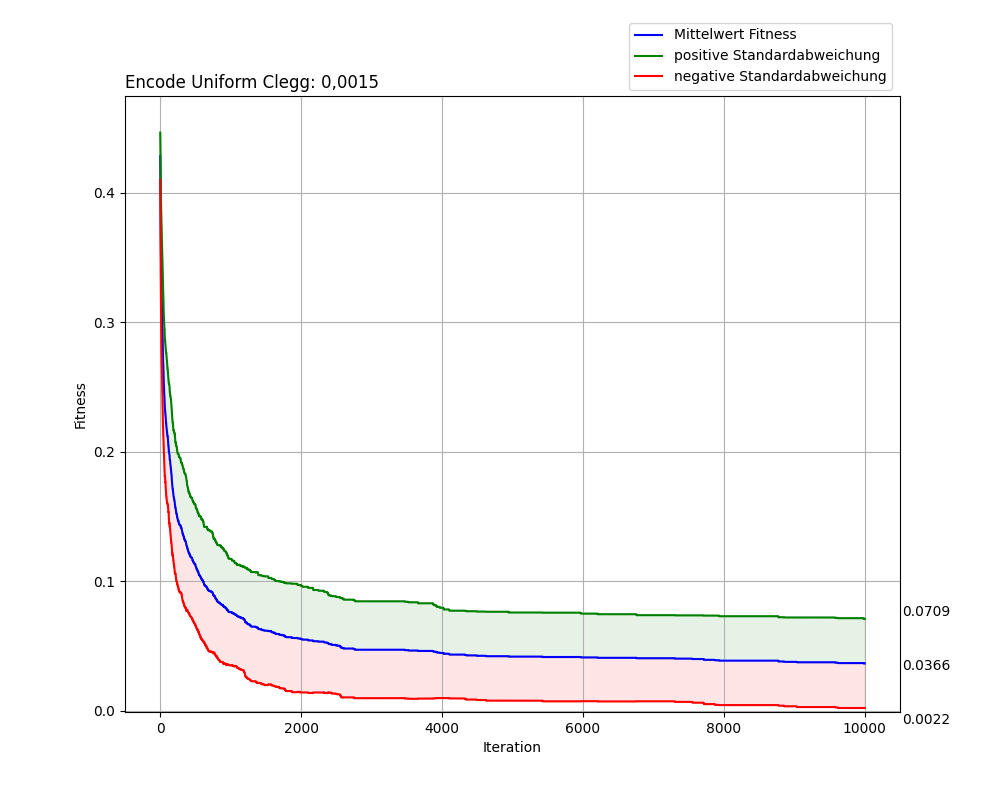 Mittelwert Fitness
positive Standardabweichung
negative Standardabweichung
Encode Uniform Clegg: 0,0015
Fitness
0.4
0.3
0.2
0.1
0.0
0.0709
0.0366
0.0022
0 2000 4000 6000 8000 10000
Iteration